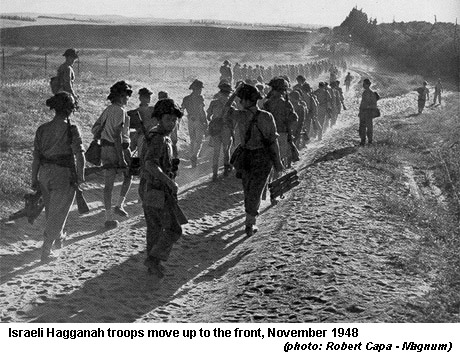 Israeli Hagganah troops move up to the front, November 1948
(photo: Robert Capa - Magnum)